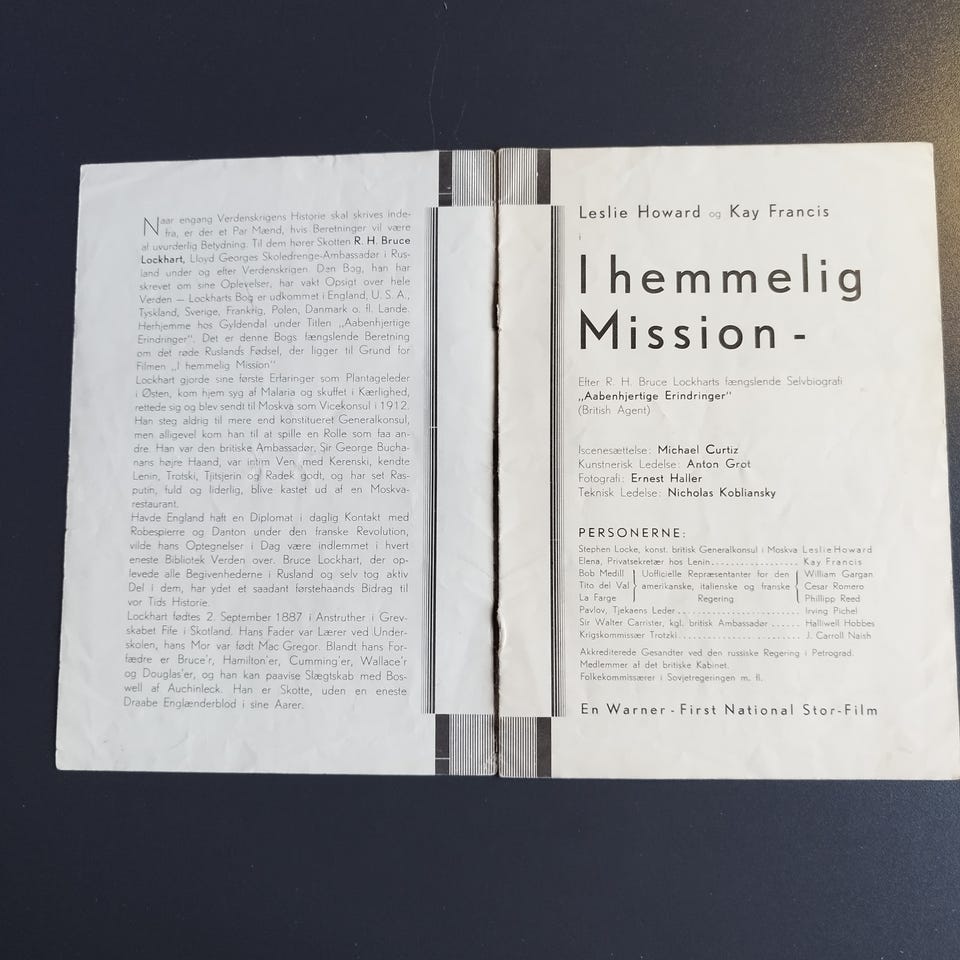 Naar engang Verdenskrigens Historie skal skrives inde-
fra, er der et Par Mænd, hvis Beretninger vil være
af uvurderlig Betydning. Til dem hører Skotten R. H. Bruce
Lockhart, Lloyd Georges Skoledrenge-Ambassadør i Rus-
land under og efter Verdenskrigen. Den Bog, han har
skrevet om sine Oplevelser, har vakt Opsigt over hele
Verden — Lockharts Bog er udkommet i England, U. S. A.,
Tyskland, Sverige, Frankrig, Polen, Danmark o. fl. Lande.
Herhjemme hos Gyldendal under Titlen „Aabenhjertige
Erindringer". Det er denne Bogs fængslende Beretning
om det røde Ruslands Fødsel, der ligger til Grund for
Filmen „I hemmelig Mission"
Lockhart gjorde sine første Erfaringer som Plantageleder
i Østen, kom hjem syg af Malaria og skuffet i Kærlighed,
rettede sig og blev sendt til Moskva som Vicekonsul i 1912.
Han steg aldrig til mere end konstitueret Generalkonsul,
men alligevel kom han til at spille en Rolle som faa an-
dre. Han var den britiske Ambassadør, Sir George Bucha-
nans højre Haand, var intim Ven med Kerenski, kendte
Lenin, Trotski, Tjitsjerin og Radek godt, og har set Ras-
putin, fuld og liderlig, blive kastet ud af en Moskva-
restaurant.
Havde England haft en Diplomat i daglig Kontakt med
Robespierre og Danton under den franske Revolution,
vilde hans Optegnelser i Dag være indlemmet i hvert
eneste Bibliotek Verden over. Bruce Lockhart, der op-
levede alle Begivenhederne i Rusland og selv tog aktiv
Del i dem, har ydet et saadant førstehaands Bidrag til
vor Tids Historie.
Lockhart fødtes 2. September 1887 i Anstruther i Grev-
skabet Fife i Skotland. Hans Fader var Lærer ved Under-
skolen, hans Mor var født Mac Gregor. Blandt hans For-
fædre er Bruce'r, Hamilton'er, Cumming'er, Wallace'r
og Douglas'er, og han kan paavise Slægtskab med Bos-
well af Auchinleck. Han er Skotte, uden en eneste
Draabe Englænderblod i sine Aarer.
Leslie Howard og Kay Francis
i
I hemmelig
Mission -
Efter R. H. Bruce Lockharts fængslende Selvbiografi
„Aabenhjertige Erindringer"
(British Agent)
Iscenesættelse: Michael Curtiz
Kunstnerisk Ledelse: Anton Grot
Fotografi: Ernest Haller
Teknisk Ledelse: Nicholas Kobliansky
PERSONERNE:
Stephen Locke, konst. britisk Generalkonsul i Moskva Leslie Howard
Elena, Privatsekretær hos Lenin.................. Kay Francis
Bob Medill } Uofficielle Repræsentanter for den { William Gargan
Tito del Val } amerikanske, italienske og franske { Cesar Romero
La Farge } Regering { Phillipp Reed
Pavlov, Tjekaens Leder......................... Irving Pichel
Sir Walter Carrister, kgl. britisk Ambassadør...... Halliwell Hobbes
Krigskommissær Trotzki......................... J. Carroll Naish
Akkrediterede Gesandter ved den russiske Regering i Petrograd.
Medlemmer af det britiske Kabinet.
Folkekommissærer i Sovjetregeringen m. fl.
En Warner - First National Stor-Film